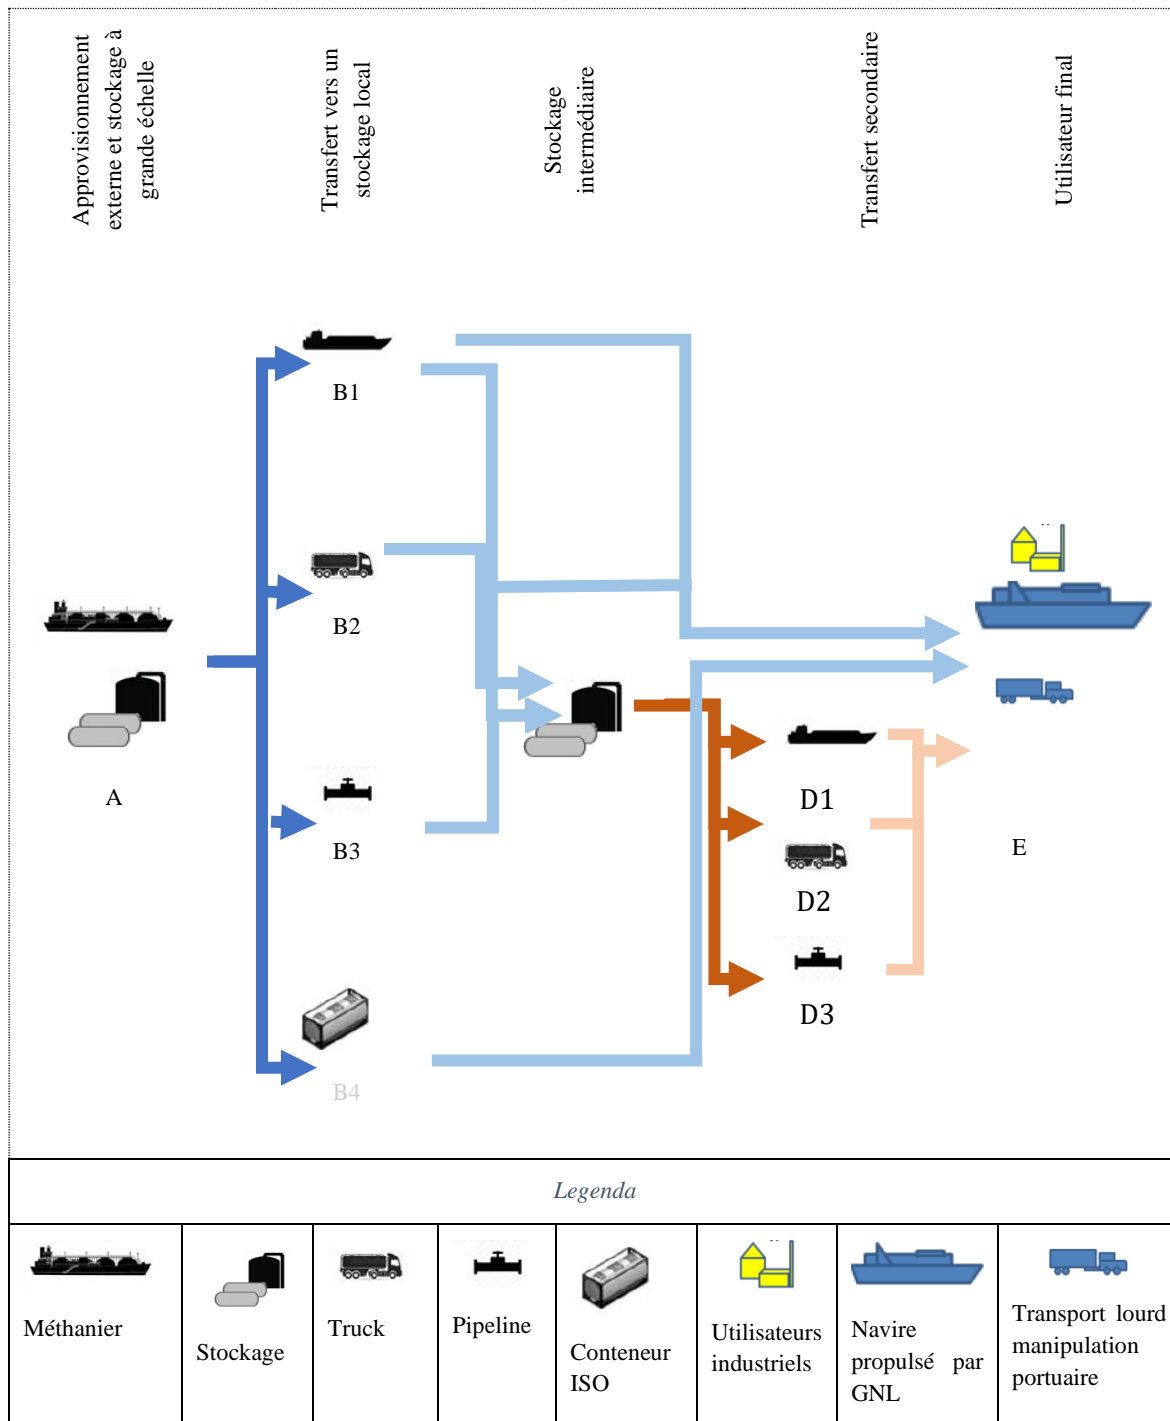 Approvisionnement
externe et stockage à
grande échelle
Transfert vers un
stockage local
Stockage
intermédiaire
Transfert secondaire
Utilisateur final
B1
B2
A
B3
B4
D1
D2
D3
E
Legenda
Méthanier
Stockage
Truck
Pipeline
Conteneur
ISO
Utilisateurs
industriels
Navire
propulsé par
GNL
Transport lourd
manipulation
portuaire